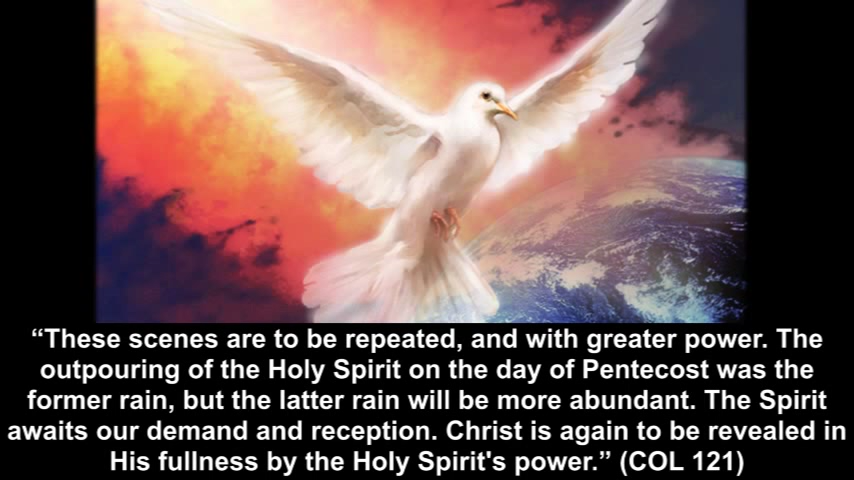 “These scenes are to be repeated, and with greater power. The
outpouring of the Holy Spirit on the day of Pentecost was the
former rain, but the latter rain will be more abundant. The Spirit
awaits our demand and reception. Christ is again to be revealed in
His fullness by the Holy Spirit's power.” (COL 121)